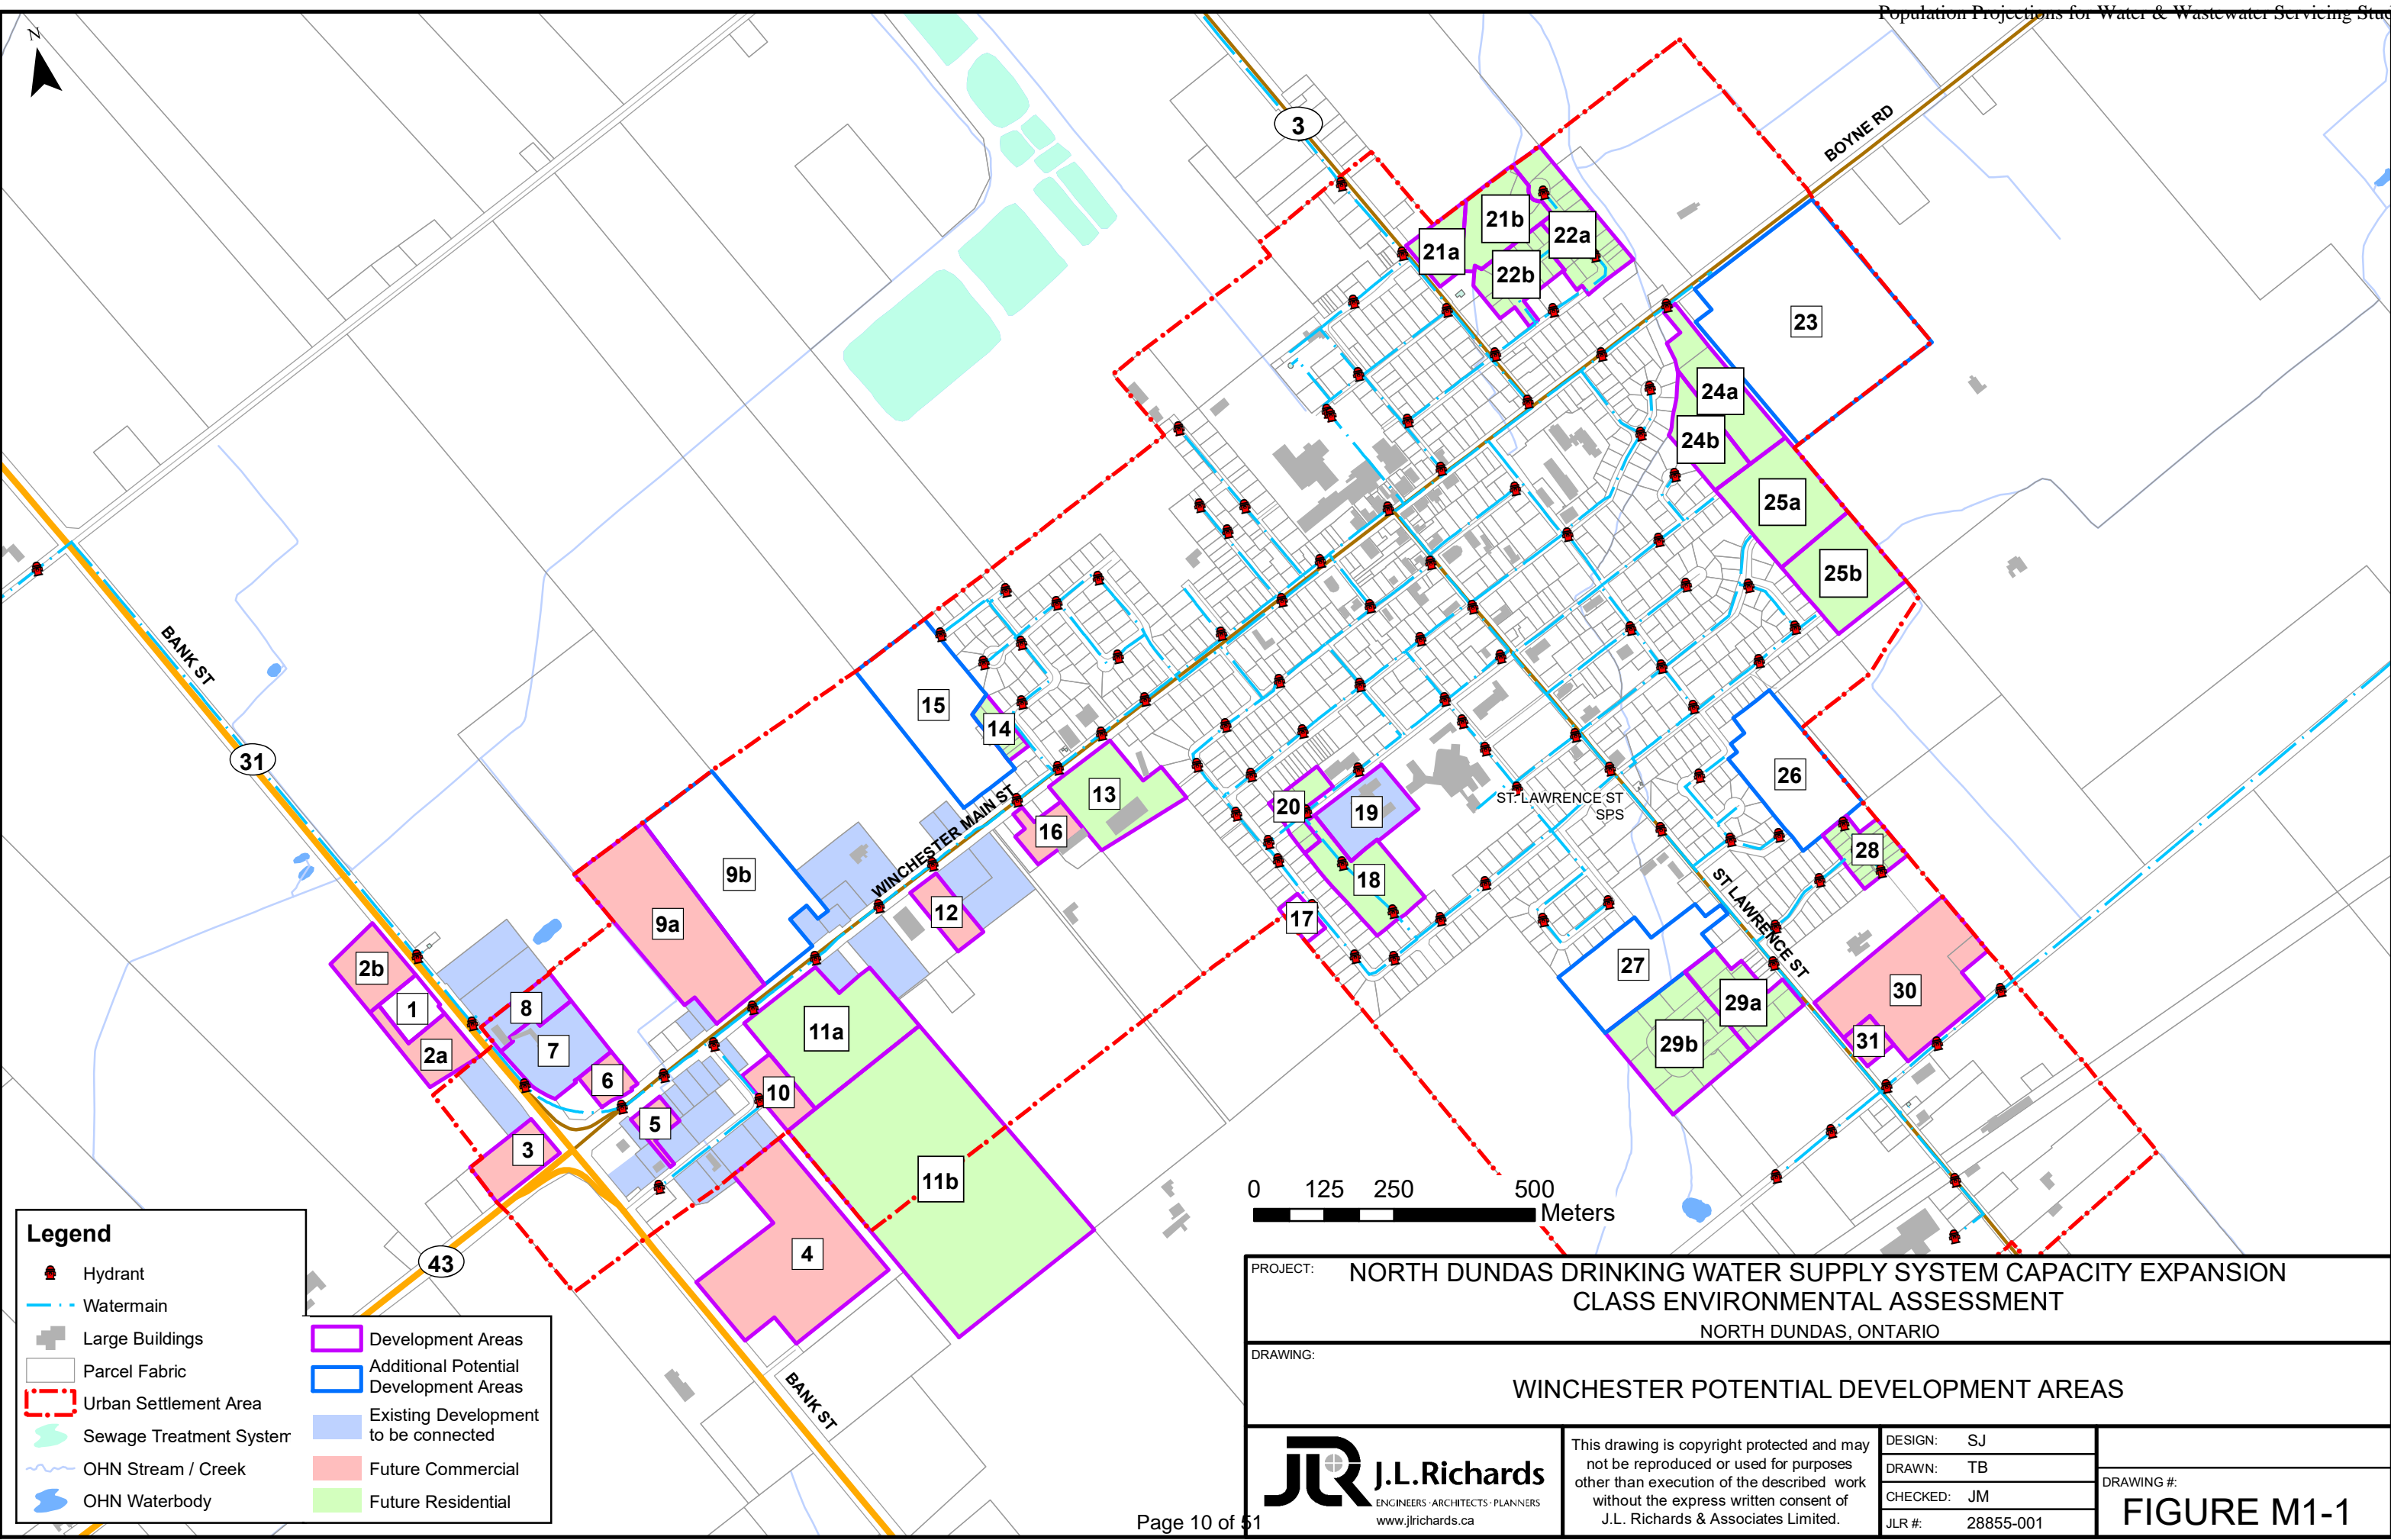 Population Projections for Water & Wastewater Servicing
N
3
BOYNE RD
21b
22a
21a
22b
23
24a
24b
25a
25b
BANK ST
31
15
14
13
16
20
19
18
17
ST. LAWRENCE ST
SPS
26
28
WINCHESTER MAIN ST
9b
9a
12
ST LAWRENCE ST
27
29a
29b
30
31
2b
1
2a
8
7
6
5
3
10
11a
11b
4
43
BANK ST
0 125 250 500
Meters
Legend
Hydrant
Watermain
Large Buildings
Parcel Fabric
Urban Settlement Area
Sewage Treatment System
OHN Stream / Creek
OHN Waterbody
Development Areas
Additional Potential
Development Areas
Existing Development
to be connected
Future Commercial
Future Residential
PROJECT:
NORTH DUNDAS DRINKING WATER SUPPLY SYSTEM CAPACITY EXPANSION
CLASS ENVIRONMENTAL ASSESSMENT
NORTH DUNDAS, ONTARIO
DRAWING:
WINCHESTER POTENTIAL DEVELOPMENT AREAS
JLR J.L.Richards
ENGINEERS · ARCHITECTS · PLANNERS
www.jlrichards.ca
This drawing is copyright protected and may
not be reproduced or used for purposes
other than execution of the described work
without the express written consent of
J.L. Richards & Associates Limited.
DESIGN: SJ
DRAWN: TB
CHECKED: JM
JLR #: 28855-001
DRAWING #:
FIGURE M1-1
Page 10 of 51